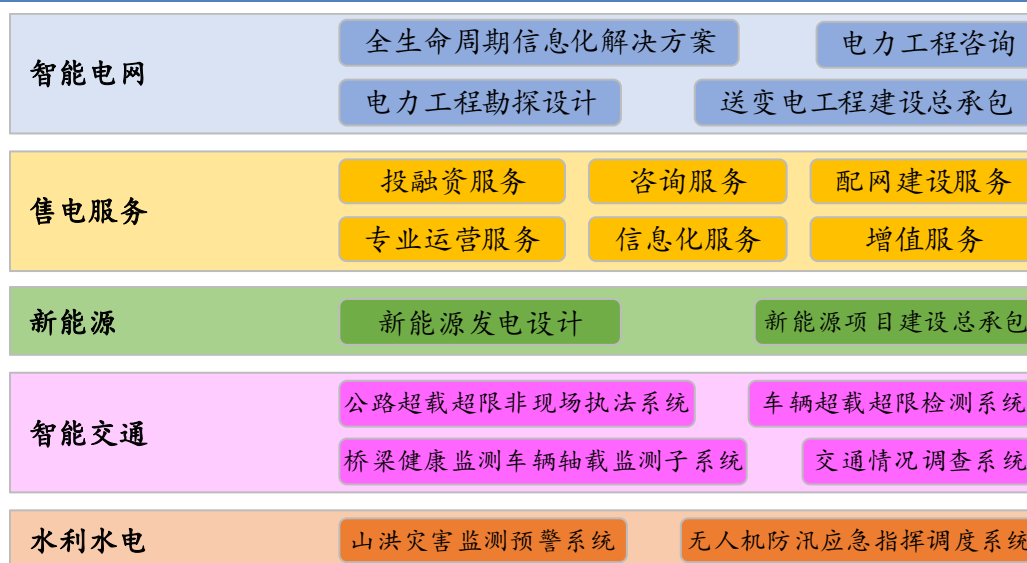 全生命周期信息化解决方案 电力工程咨询
智能电网
电力工程勘探设计 送变电工程建设总承包
投融资服务 咨询服务 配网建设服务
售电服务
专业运营服务 信息化服务 增值服务
新能源 新能源发电设计 新能源项目建设总承包
公路超载超限非现场执法系统 车辆超载超限检测系统
智能交通
桥梁健康监测车辆轴载监测子系统 交通情况调查系统
水利水电 山洪灾害监测预警系统 无人机防汛应急指挥调度系统